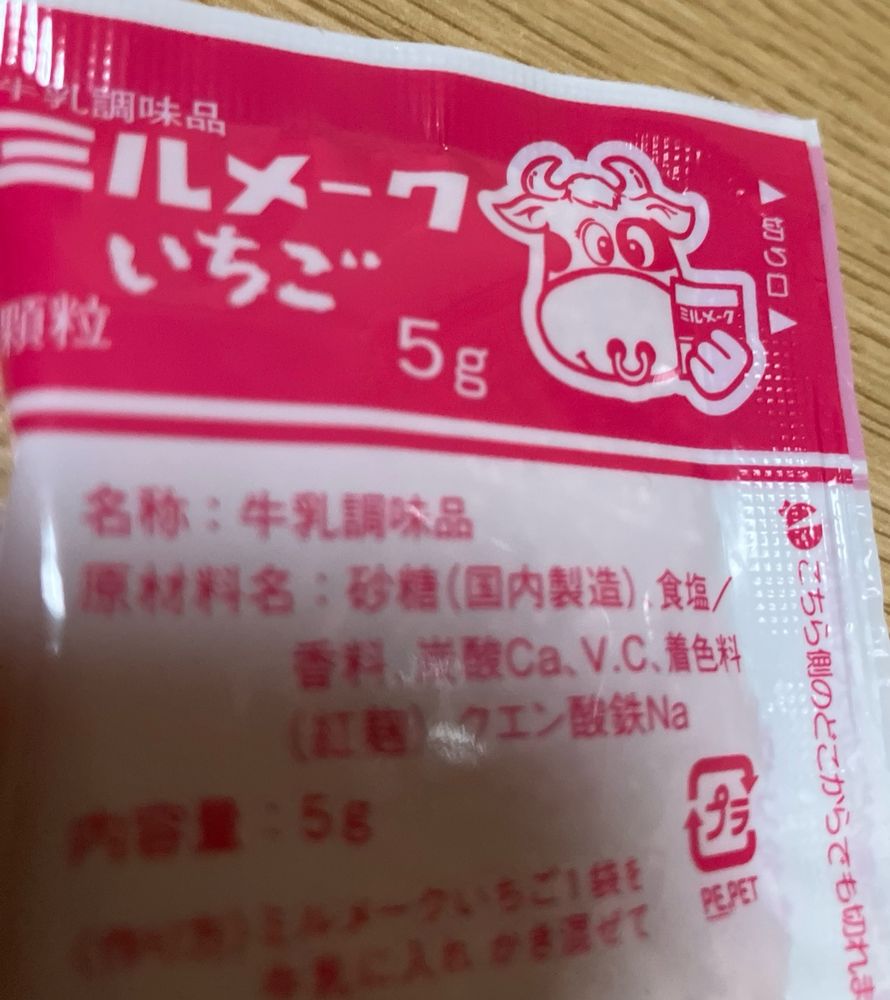 牛乳調味品
ミルメーク
いちご
顆粒
5g
ミルメーク
切り口
名称：牛乳調味品
原材料名：砂糖(国内製造)、食塩/
香料、炭酸Ca、V.C、着色料
(紅麹)、クエン酸鉄Na
内容量：5g
プラ
PE,PET
(作り方)ミルメークいちご1袋を
牛乳に入れ かき混ぜて
こちら側のどこからでも切れま